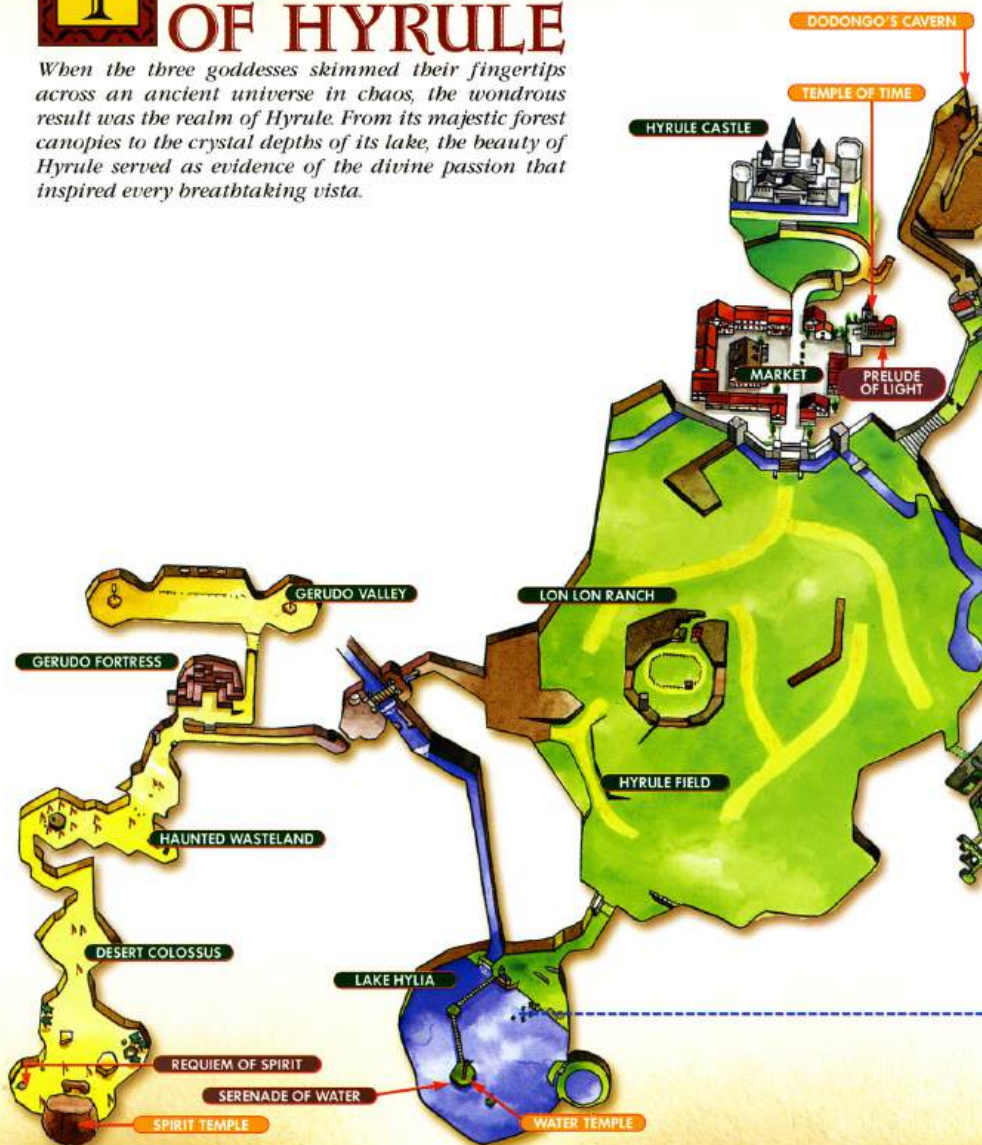 OF HYRULE
When the three goddesses skimmed their fingertips
across an ancient universe in chaos, the wondrous
result was the realm of Hyrule. From its majestic forest
canopies to the crystal depths of its lake, the beauty of
Hyrule served as evidence of the divine passion that
inspired every breathtaking vista.
DODONGO'S CAVERN
TEMPLE OF TIME
HYRULE CASTLE
MARKET
PRELUDE
OF LIGHT
GERUDO VALLEY
LON LON RANCH
GERUDO FORTRESS
HYRULE FIELD
HAUNTED WASTELAND
DESERT COLOSSUS
LAKE HYLIA
REQUIEM OF SPIRIT
SERENADE OF WATER
SPIRIT TEMPLE
WATER TEMPLE